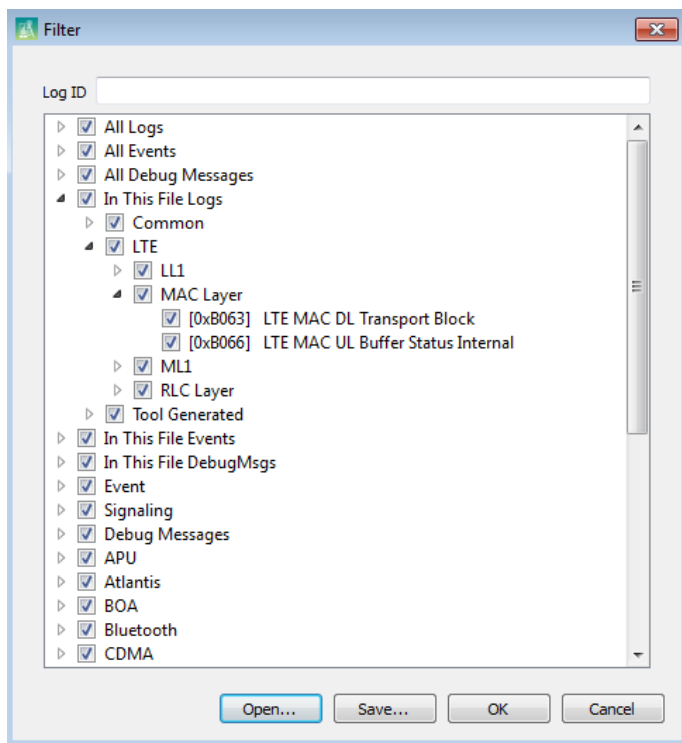 Filter
Log ID
All Logs
All Events
All Debug Messages
In This File Logs
Common
LTE
LL1
MAC Layer
[0xB063] LTE MAC DL Transport Block
[0xB066] LTE MAC UL Buffer Status Internal
ML1
RLC Layer
Tool Generated
In This File Events
In This File DebugMsgs
Event
Signaling
Debug Messages
APU
Atlantis
BOA
Bluetooth
CDMA
Open... Save... OK Cancel